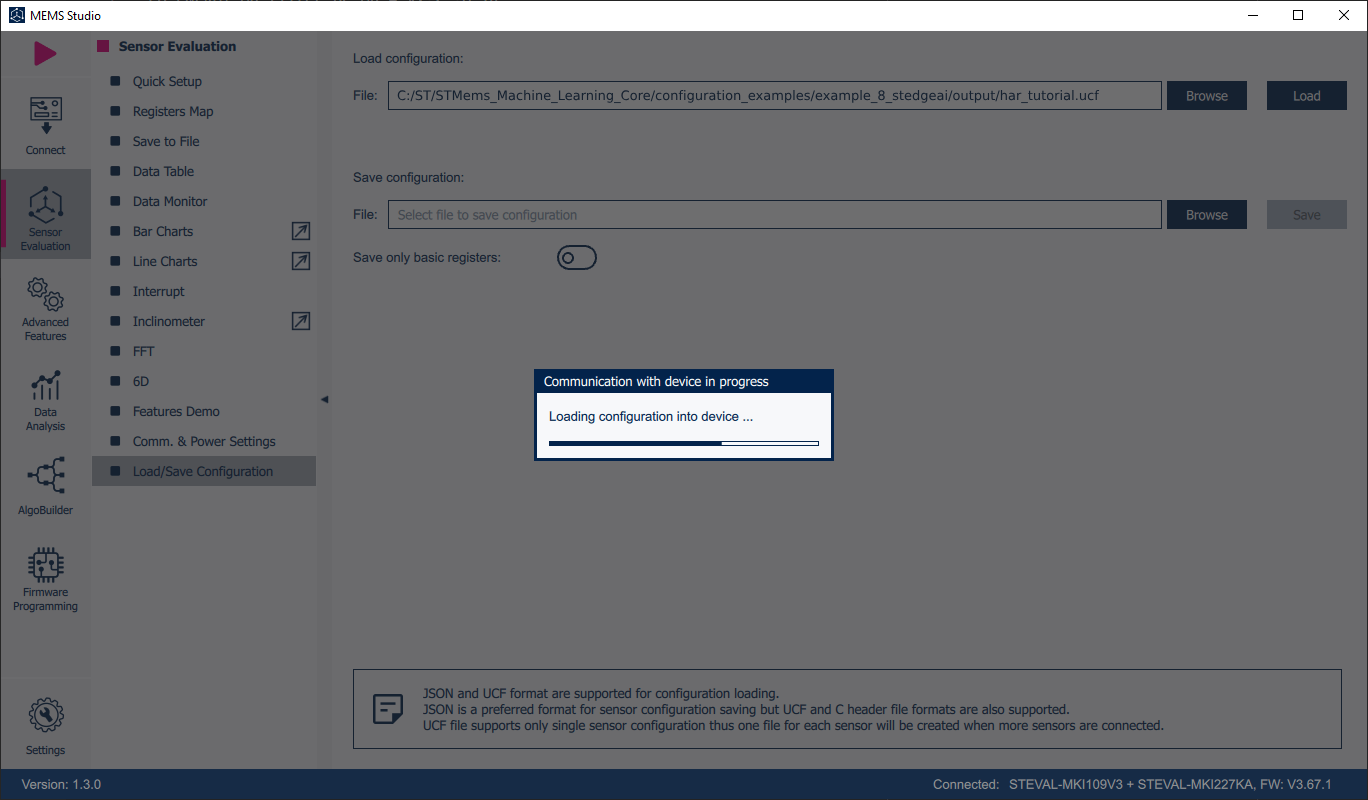 MEMS Studio
Connect
Sensor
Evaluation
Advanced
Features
Data
Analysis
AlgoBuilder
Firmware
Programming
Settings
Sensor Evaluation
Quick Setup
Registers Map
Save to File
Data Table
Data Monitor
Bar Charts
Line Charts
Interrupt
Inclinometer
FFT
6D
Features Demo
Comm. & Power Settings
Load/Save Configuration
Load configuration:
File: C:/ST/STMems_Machine_Learning_Core/configuration_examples/example_8_stedgeai/output/har_tutorial.ucf Browse Load
Save configuration:
File: Select file to save configuration Browse Save
Save only basic registers:
Communication with device in progress
Loading configuration into device ...
JSON and UCF format are supported for configuration loading.
JSON is a preferred format for sensor configuration saving but UCF and C header file formats are also supported.
UCF file supports only single sensor configuration thus one file for each sensor will be created when more sensors are connected.
Version: 1.3.0
Connected: STEVAL-MKI109V3 + STEVAL-MKI227KA, FW: V3.67.1